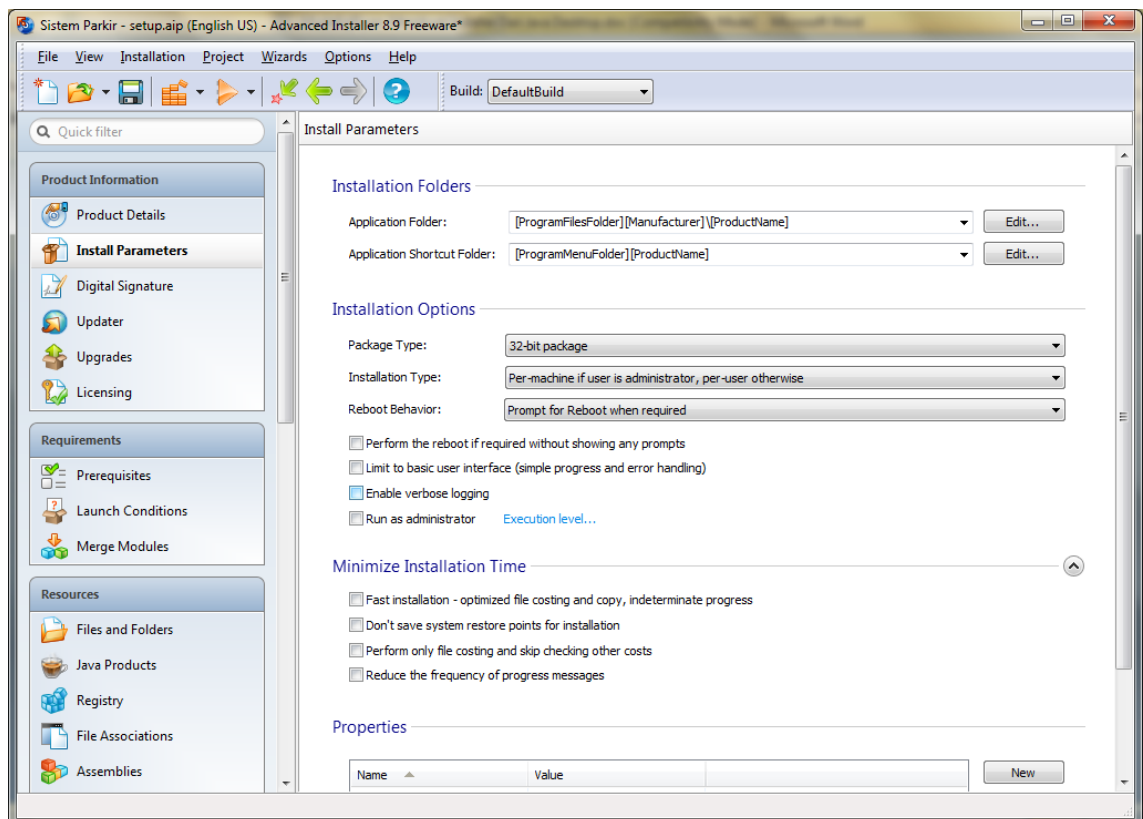 Sistem Parkir - setup.aip (English US) - Advanced Installer 8.9 Freeware*
File View Installation Project Wizards Options Help
Build: DefaultBuild
Quick filter
Product Information
Product Details
Install Parameters
Digital Signature
Updater
Upgrades
Licensing
Requirements
Prerequisites
Launch Conditions
Merge Modules
Resources
Files and Folders
Java Products
Registry
File Associations
Assemblies
Install Parameters
Installation Folders
Application Folder: [ProgramFilesFolder][Manufacturer]\[ProductName] Edit...
Application Shortcut Folder: [ProgramMenuFolder][ProductName] Edit...
Installation Options
Package Type: 32-bit package
Installation Type: Per-machine if user is administrator, per-user otherwise
Reboot Behavior: Prompt for Reboot when required
Perform the reboot if required without showing any prompts
Limit to basic user interface (simple progress and error handling)
Enable verbose logging
Run as administrator Execution level...
Minimize Installation Time
Fast installation - optimized file costing and copy, indeterminate progress
Don't save system restore points for installation
Perform only file costing and skip checking other costs
Reduce the frequency of progress messages
Properties
Name Value New